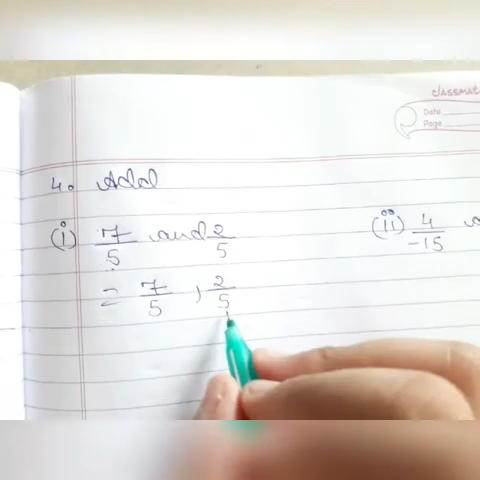 classmate
Date
Page
4. Add
(i) 7/5 and 2/5
(ii) 4/-15
= 7/5 , 2/5